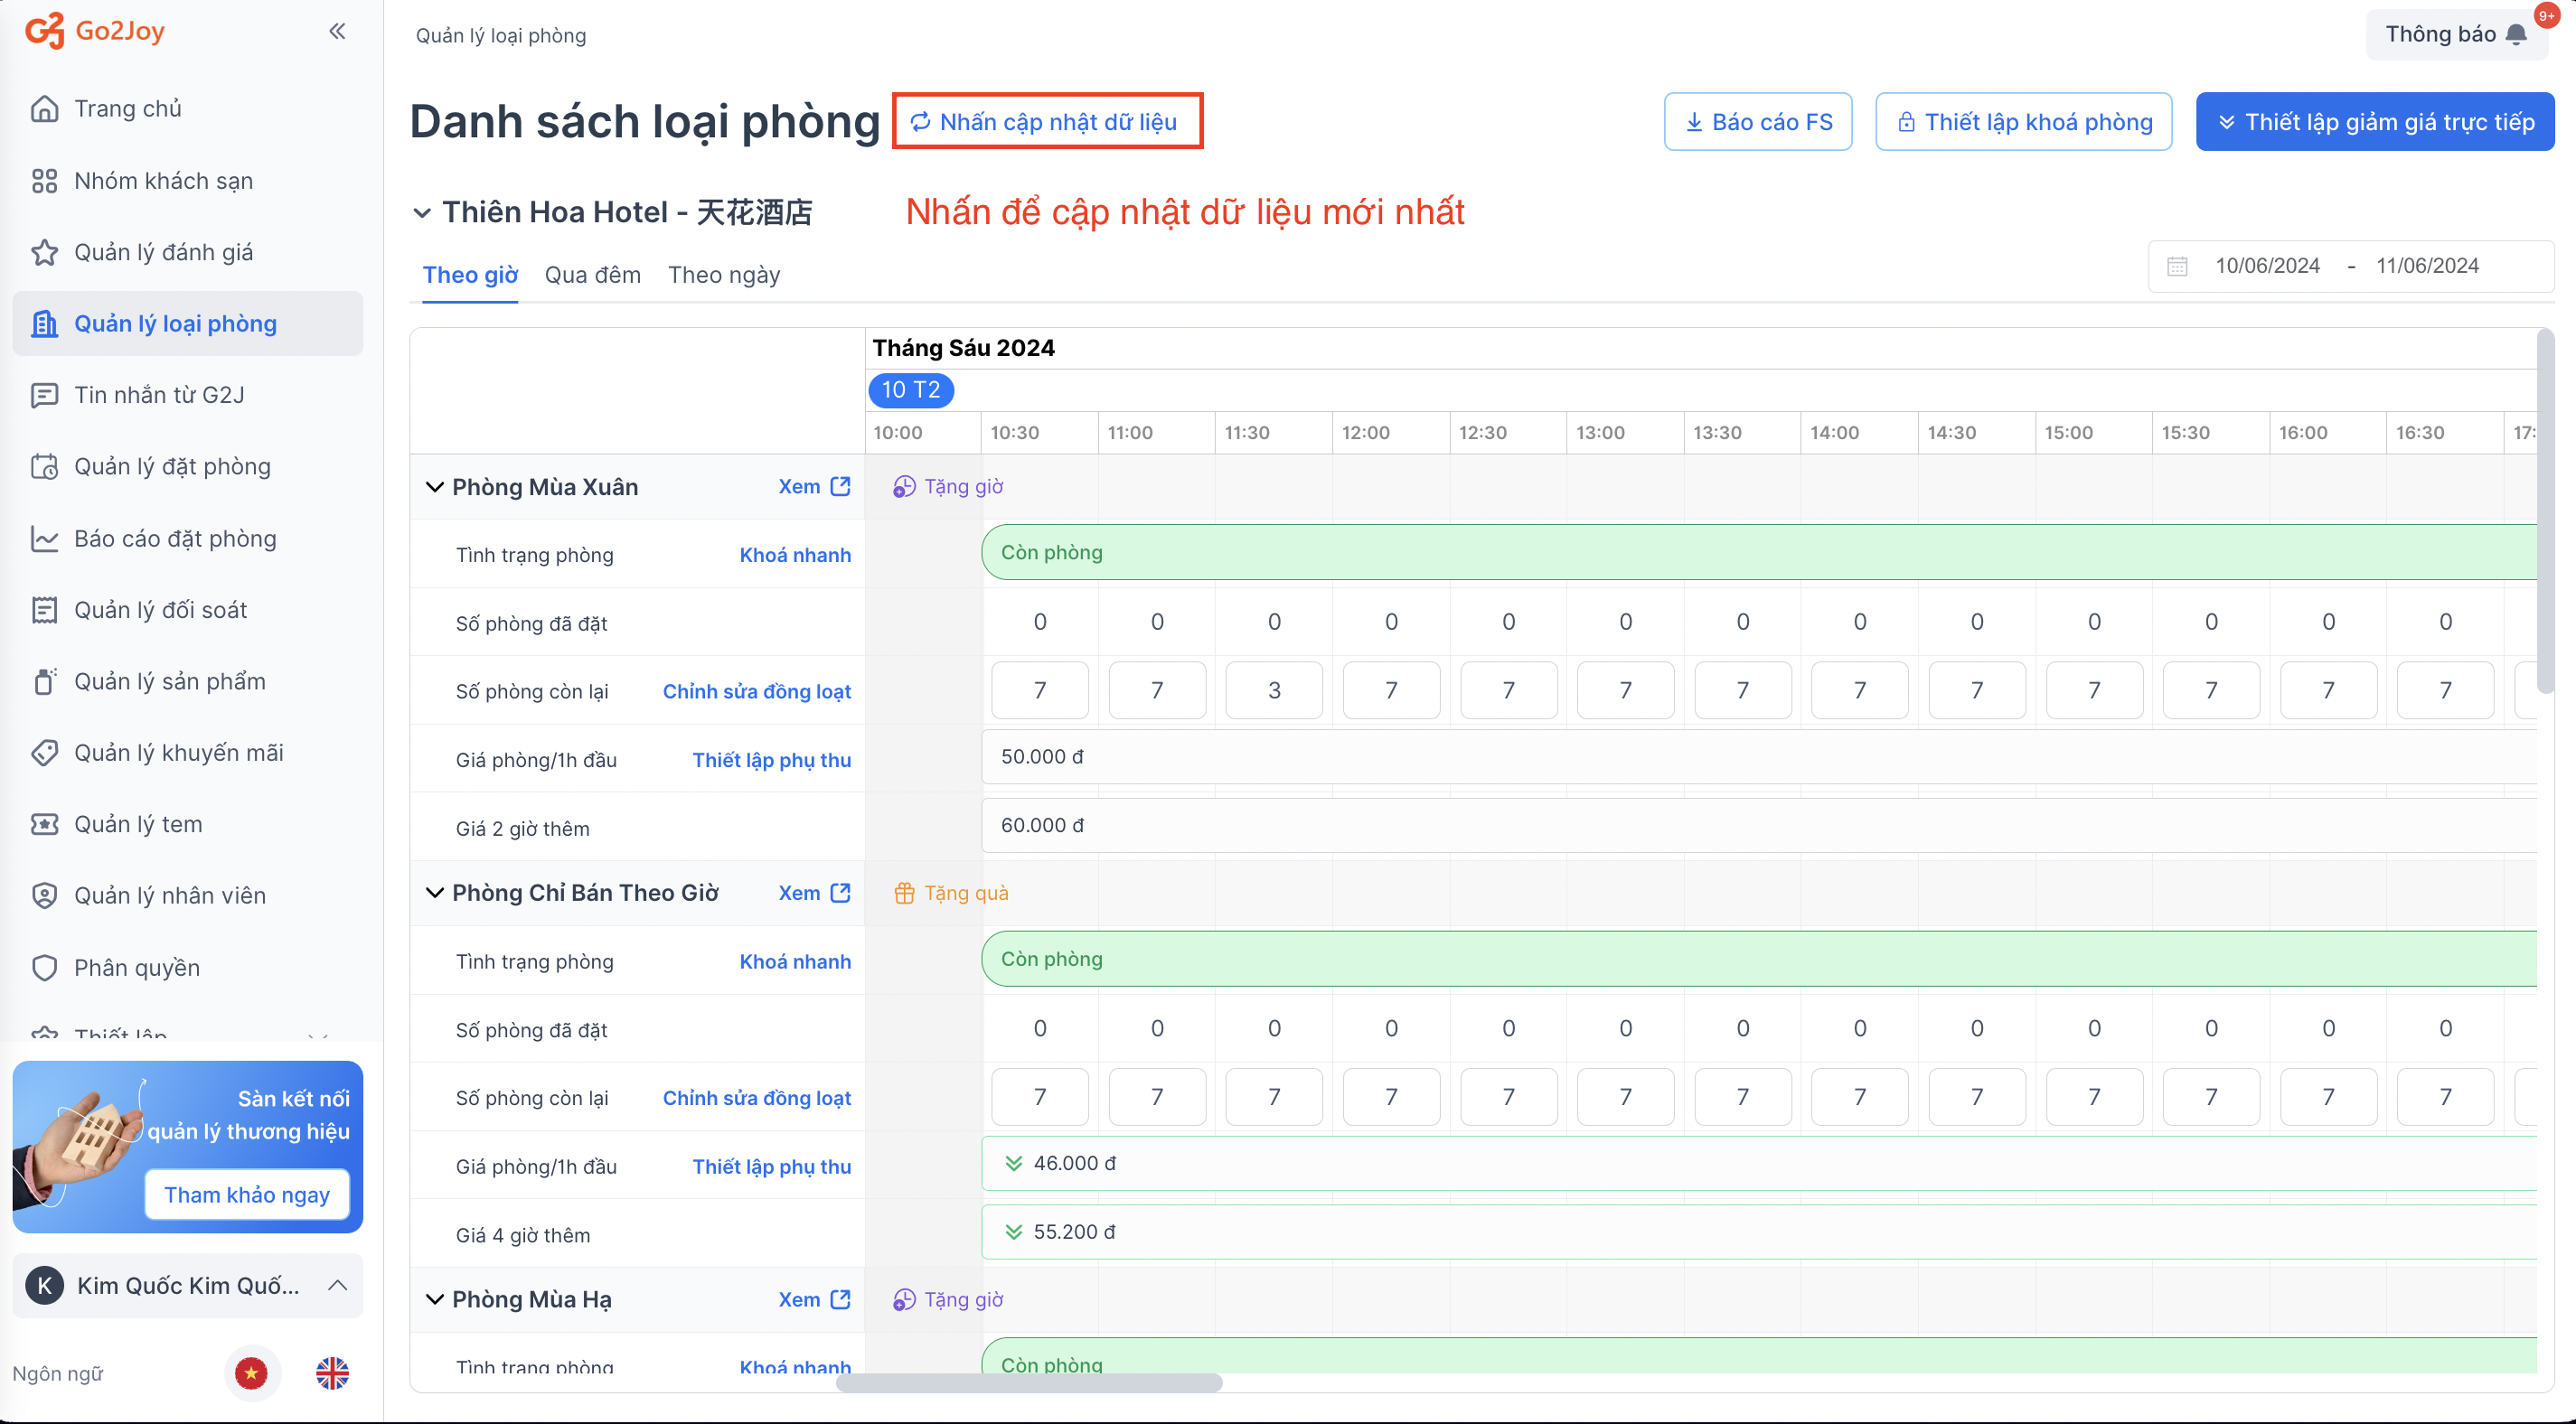 Go2Joy
Trang chủ
Nhóm khách sạn
Quản lý đánh giá
Quản lý loại phòng
Tin nhắn từ G2J
Quản lý đặt phòng
Báo cáo đặt phòng
Quản lý đối soát
Quản lý sản phẩm
Quản lý khuyến mãi
Quản lý tem
Quản lý nhân viên
Phân quyền
Thiết lập
Sàn kết nối
quản lý thương hiệu
Tham khảo ngay
K Kim Quốc Kim Quố...
Ngôn ngữ
Quản lý loại phòng
Thông báo 9+
Danh sách loại phòng Nhấn cập nhật dữ liệu Báo cáo FS Thiết lập khoá phòng Thiết lập giảm giá trực tiếp
Thiên Hoa Hotel - 天花酒店 Nhấn để cập nhật dữ liệu mới nhất
Theo giờ Qua đêm Theo ngày 10/06/2024 - 11/06/2024
Tháng Sáu 2024
10 T2
10:00 10:30 11:00 11:30 12:00 12:30 13:00 13:30 14:00 14:30 15:00 15:30 16:00 16:30 17:
Phòng Mùa Xuân Xem Tặng giờ
Tình trạng phòng Khoá nhanh Còn phòng
Số phòng đã đặt 0 0 0 0 0 0 0 0 0 0 0 0 0
Số phòng còn lại Chỉnh sửa đồng loạt 7 7 3 7 7 7 7 7 7 7 7 7 7
Giá phòng/1h đầu Thiết lập phụ thu 50.000 đ
Giá 2 giờ thêm 60.000 đ
Phòng Chỉ Bán Theo Giờ Xem Tặng quà
Tình trạng phòng Khoá nhanh Còn phòng
Số phòng đã đặt 0 0 0 0 0 0 0 0 0 0 0 0 0
Số phòng còn lại Chỉnh sửa đồng loạt 7 7 7 7 7 7 7 7 7 7 7 7 7
Giá phòng/1h đầu Thiết lập phụ thu 46.000 đ
Giá 4 giờ thêm 55.200 đ
Phòng Mùa Hạ Xem Tặng giờ
Tình trạng phòng Khoá nhanh Còn phòng